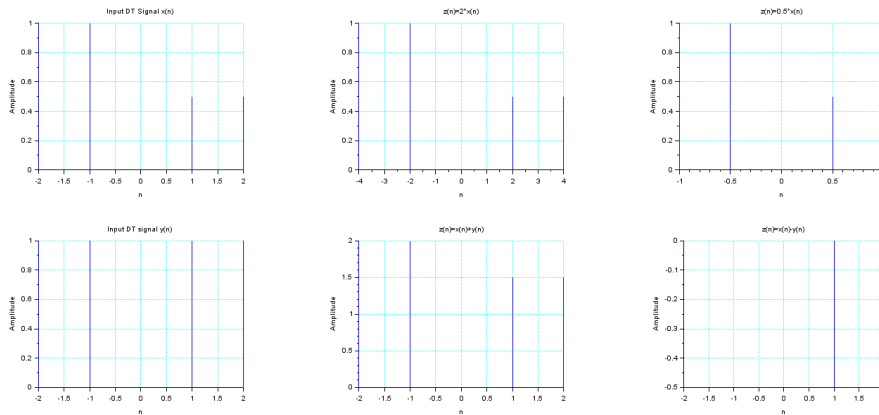 Input DT Signal x(n)
1
0.8
0.6
0.4
0.2
0
Amplitude
-2 -1.5 -1 -0.5 0 0.5 1 1.5 2
n
z(n)=2*x(n)
1
0.8
0.6
0.4
0.2
0
Amplitude
-4 -3 -2 -1 0 1 2 3 4
n
z(n)=0.5*x(n)
1
0.8
0.6
0.4
0.2
0
Amplitude
-1 -0.5 0 0.5
n
Input DT signal y(n)
1
0.8
0.6
0.4
0.2
0
Amplitude
-2 -1.5 -1 -0.5 0 0.5 1 1.5 2
n
z(n)=x(n)+y(n)
2
1.5
1
0.5
0
Amplitude
-2 -1.5 -1 -0.5 0 0.5 1 1.5 2
n
z(n)=x(n)-y(n)
0
-0.1
-0.2
-0.3
-0.4
-0.5
Amplitude
-2 -1.5 -1 -0.5 0 0.5 1 1.5
n